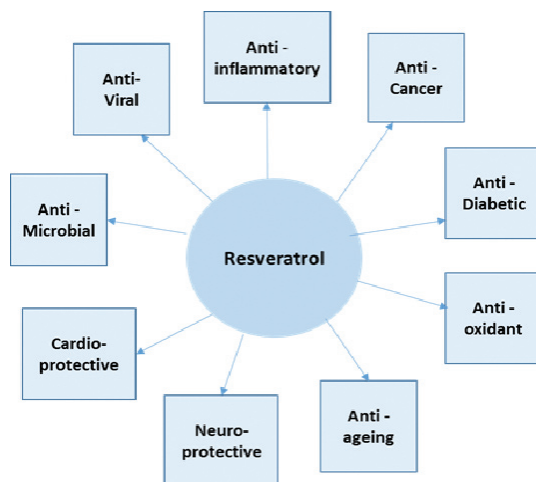 Anti -
inflammatory
Anti -
Cancer
Anti -
Diabetic
Anti -
oxidant
Anti -
ageing
Neuro-
protective
Cardio-
protective
Anti -
Microbial
Anti-
Viral
Resveratrol